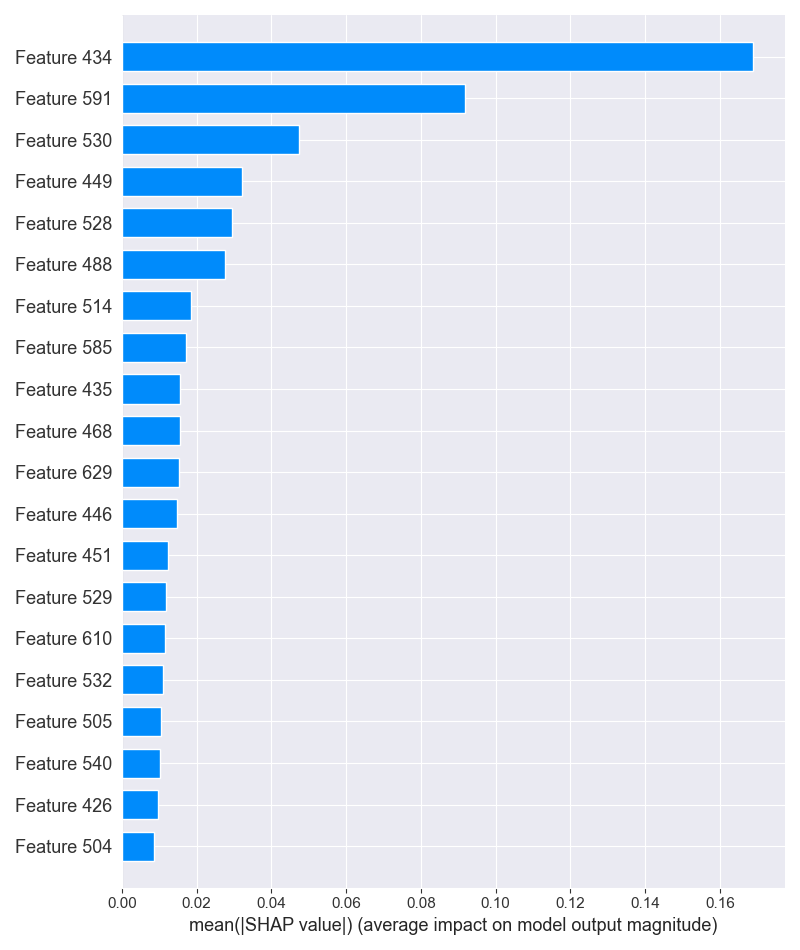 Feature 434
Feature 591
Feature 530
Feature 449
Feature 528
Feature 488
Feature 514
Feature 585
Feature 435
Feature 468
Feature 629
Feature 446
Feature 451
Feature 529
Feature 610
Feature 532
Feature 505
Feature 540
Feature 426
Feature 504
0.00 0.02 0.04 0.06 0.08 0.10 0.12 0.14 0.16
mean(|SHAP value|) (average impact on model output magnitude)